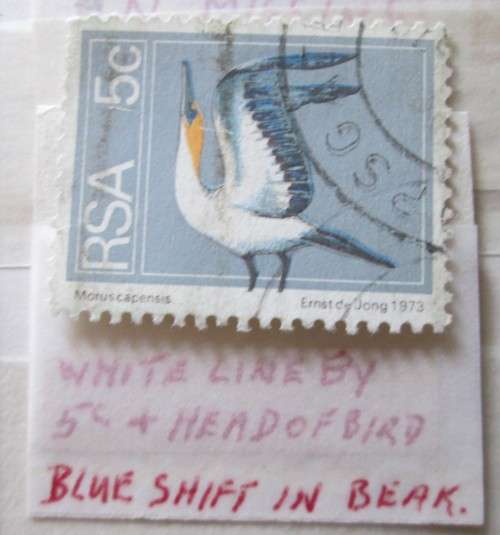 RSA 5c
Morus capensis
Ernst de Jong 1973
WHITE LINE BY
5c + HEAD OF BIRD
BLUE SHIFT IN BEAK.